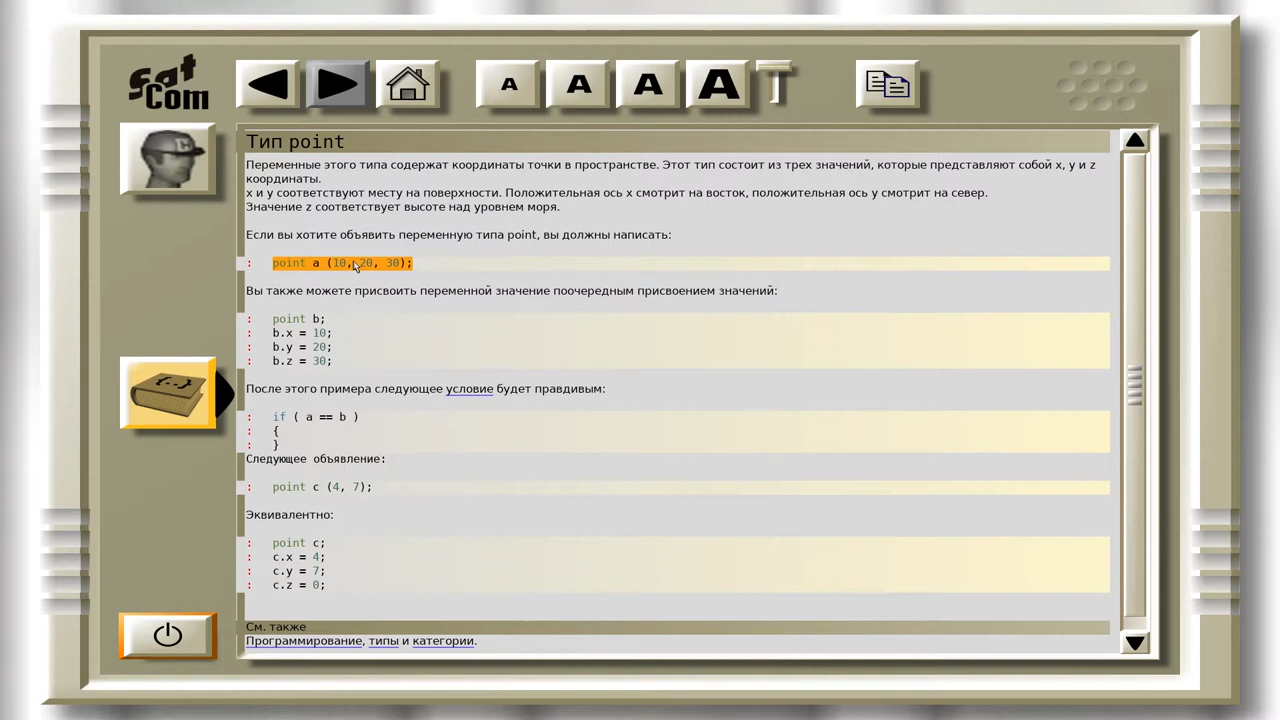 Sat Com
A A A A
H
{--}
Тип point
Переменные этого типа содержат координаты точки в пространстве. Этот тип состоит из трех значений, которые представляют собой x, y и z
координаты.
x и y соответствуют месту на поверхности. Положительная ось x смотрит на восток, положительная ось y смотрит на север.
Значение z соответствует высоте над уровнем моря.
Если вы хотите объявить переменную типа point, вы должны написать:
: point a (10, 20, 30);
Вы также можете присвоить переменной значение поочередным присвоением значений:
: point b;
: b.x = 10;
: b.y = 20;
: b.z = 30;
После этого примера следующее условие будет правдивым:
: if ( a == b )
: {
: }
Следующее объявление:
: point c (4, 7);
Эквивалентно:
: point c;
: c.x = 4;
: c.y = 7;
: c.z = 0;
См. также
Программирование, типы и категории.